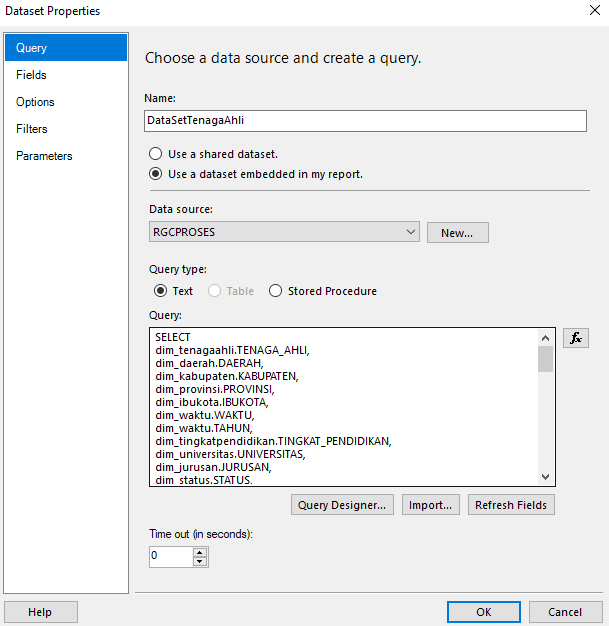 Dataset Properties
Query
Fields
Options
Filters
Parameters
Choose a data source and create a query.
Name:
DataSetTenagaAhli
Use a shared dataset.
Use a dataset embedded in my report.
Data source:
RGCPROSES
New...
Query type:
Text
Table
Stored Procedure
Query:
SELECT
dim_tenagaahli.TENAGA_AHLI,
dim_daerah.DAERAH,
dim_kabupaten.KABUPATEN,
dim_provinsi.PROVINSI,
dim_ibukota.IBUKOTA,
dim_waktu.WAKTU,
dim_waktu.TAHUN,
dim_tingkatpendidikan.TINGKAT_PENDIDIKAN,
dim_universitas.UNIVERSITAS,
dim_jurusan.JURUSAN,
dim_status.STATUS,
fx
Query Designer...
Import...
Refresh Fields
Time out (in seconds):
0
Help
OK
Cancel